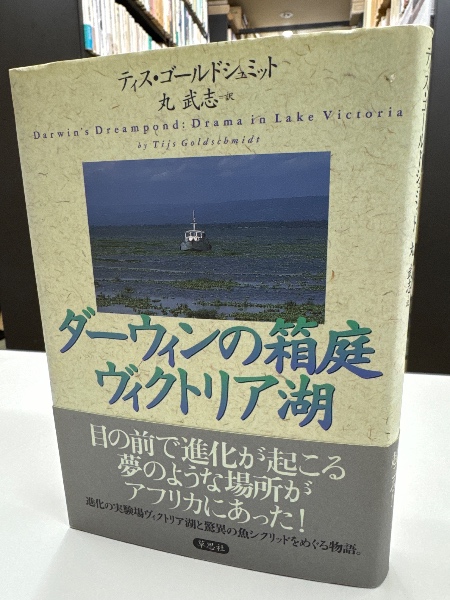 ティス・ゴールドシュミット
丸 武志 訳
Darwin's Dreampond: Drama in Lake Victoria
by Tijs Goldschmidt
ダーウィンの箱庭
ヴィクトリア湖
目の前で進化が起こる
夢のような場所が
アフリカにあった!
進化の実験場ヴィクトリア湖と驚異の魚シクリッドをめぐる物語。
草思社